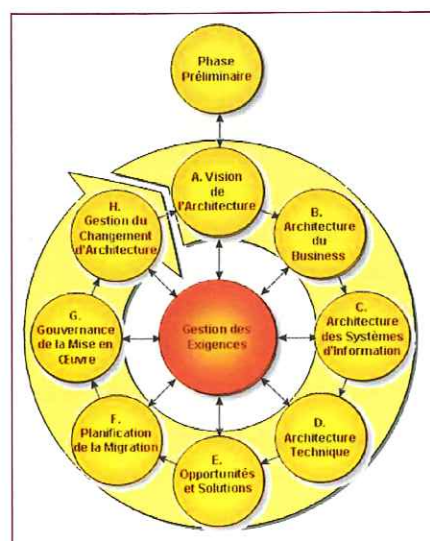 Phase
Préliminaire
A. Vision
de
l'Architecture
B.
Architecture
du
Business
C.
Architecture
des Systèmes
d'Information
D.
Architecture
Technique
E.
Opportunités
et Solutions
F.
Planification
de la Migration
G.
Gouvernance
de la Mise en
Œuvre
H.
Gestion du
Changement
d'Architecture
Gestion des
Exigences